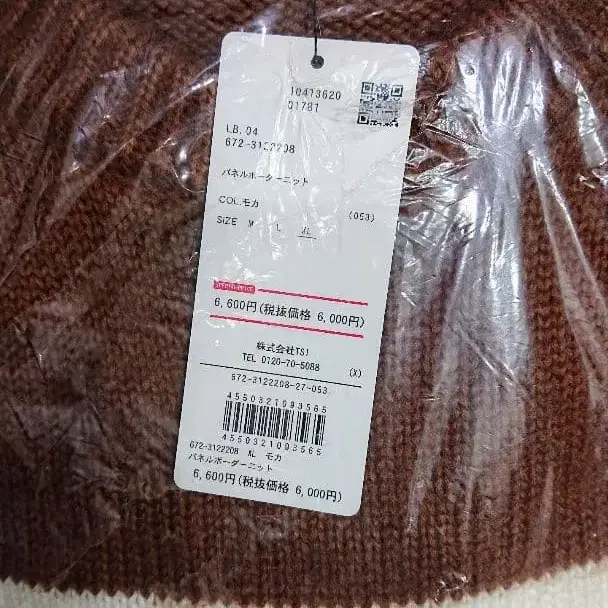 10413620
01781
LB. 04
672-3122208
パネルボーダーニット
COL.モカ (053)
SIZE M L XL
6,600円(税抜価格 6,000円)
株式会社TSI
TEL 0120-70-5088 (X)
672-3122208-27-053
4550321093565
4550321093565
672-3122208 XL モカ
パネルボーダーニット
6,600円(税抜価格 6,000円)